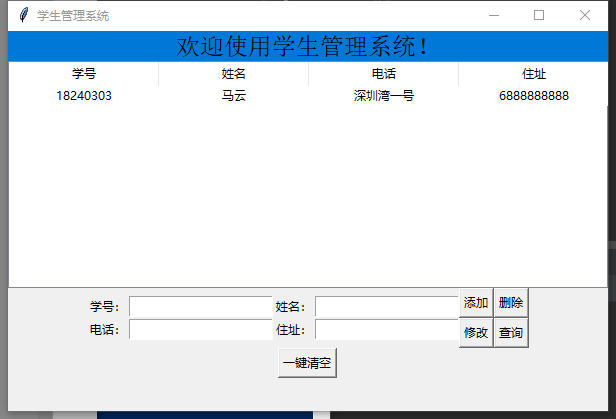 学生管理系统
欢迎使用学生管理系统！
学号 姓名 电话 住址
18240303 马云 深圳湾一号 6888888888
学号： 姓名： 添加 删除
电话： 住址： 修改 查询
一键清空